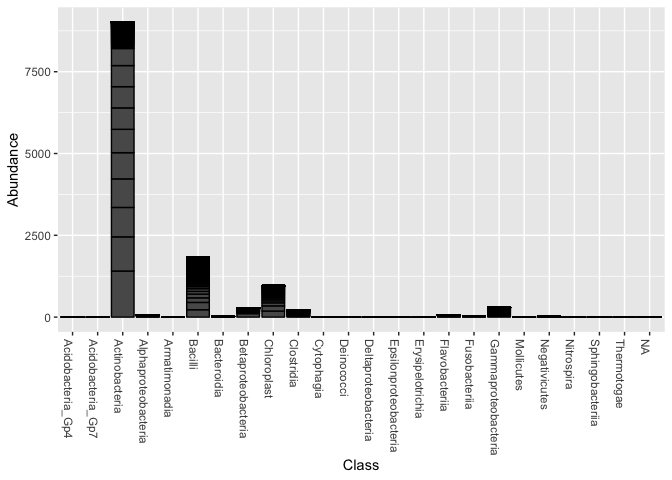 Abundance
7500
5000
2500
0
Acidobacteria_Gp4
Acidobacteria_Gp7
Actinobacteria
Alphaproteobacteria
Armatimonadia
Bacilli
Bacteroidia
Betaproteobacteria
Chloroplast
Clostridia
Cytophagia
Deinococci
Deltaproteobacteria
Epsilonproteobacteria
Erysipelotrichia
Flavobacteriia
Fusobacteriia
Gammaproteobacteria
Mollicutes
Negativicutes
Nitrospira
Sphingobacteriia
Thermotogae
NA
Class